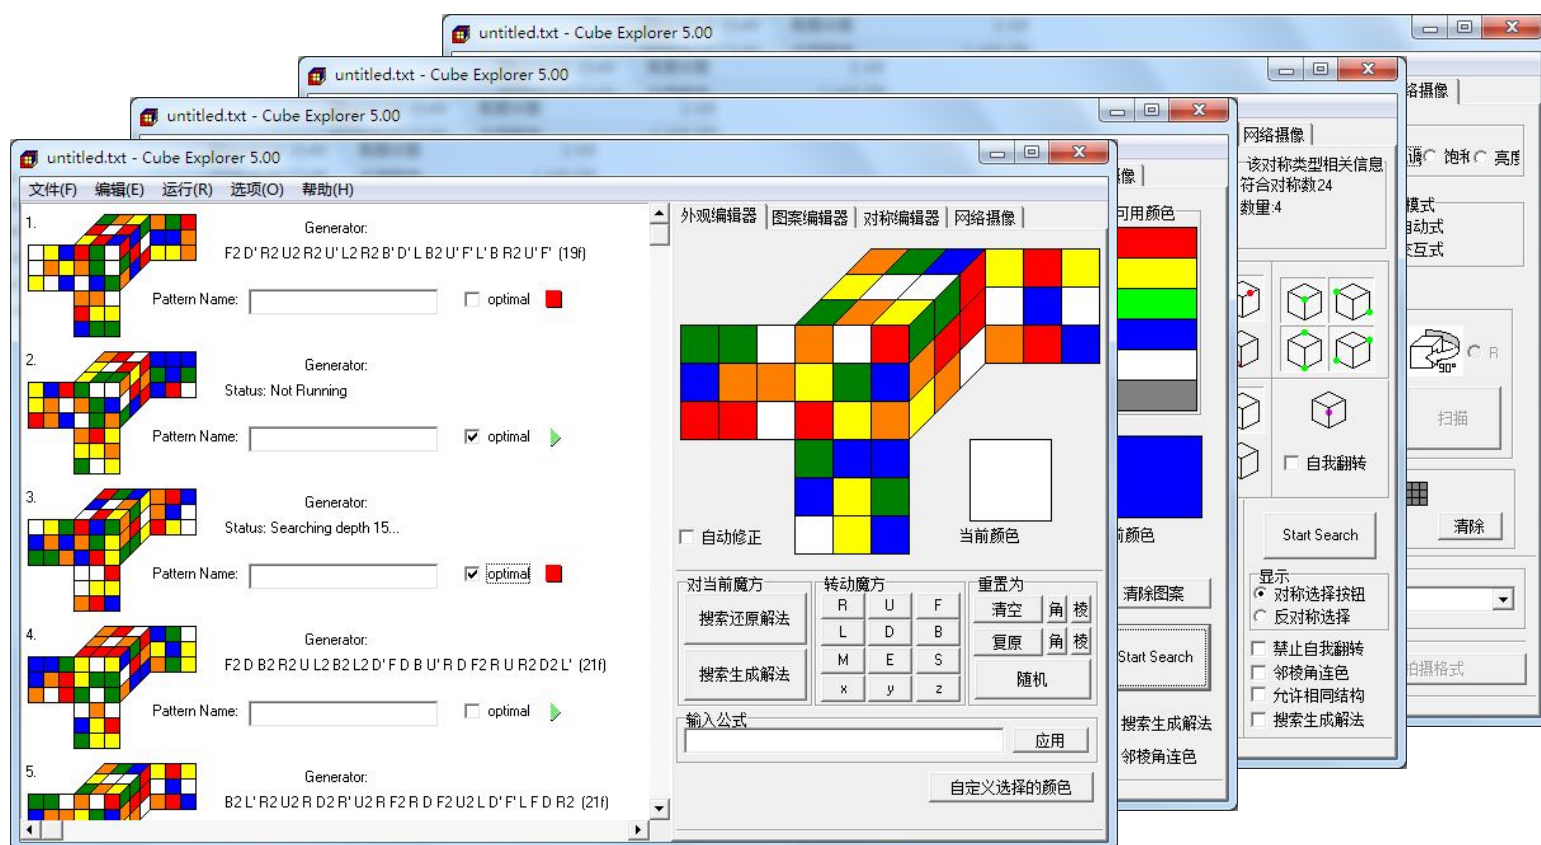 untitled.txt - Cube Explorer 5.00
untitled.txt - Cube Explorer 5.00
untitled.txt - Cube Explorer 5.00
untitled.txt - Cube Explorer 5.00
文件(F) 编辑(E) 运行(R) 选项(O) 帮助(H)
1.
Generator:
F2 D' R2 U2 R2 U' L2 R2 B' D' L B2 U' F' L' B R2 U' F' (19f)
Pattern Name: optimal
2.
Generator:
Status: Not Running
Pattern Name: optimal
3.
Generator:
Status: Searching depth 15...
Pattern Name: optimal
4.
Generator:
F2 D B2 R2 U L2 B2 L2 D' F D B U' R D F2 R U R2 D2 L' (21f)
Pattern Name: optimal
5.
Generator:
B2 L' R2 U2 R D2 R' U2 R F2 R D F2 U2 L D' F' L F D R2 (21f)
外观编辑器 图案编辑器 对称编辑器 网络摄像
自动修正
当前颜色
对当前魔方
搜索还原解法
搜索生成解法
转动魔方
R U F
L D B
M E S
x y z
重置为
清空 角 棱
复原 角 棱
随机
输入公式
应用
自定义选择的颜色
像
可用颜色
前颜色
清除图案
Start Search
搜索生成解法
邻棱角连色
网络摄像
该对称类型相关信息
符合对称数24
数量:4
自我翻转
Start Search
显示
对称选择按钮
反对称选择
禁止自我翻转
邻棱角连色
允许相同结构
搜索生成解法
络摄像
调 饱和 亮度
模式
自动式
交互式
90°
R
扫描
清除
拍摄格式